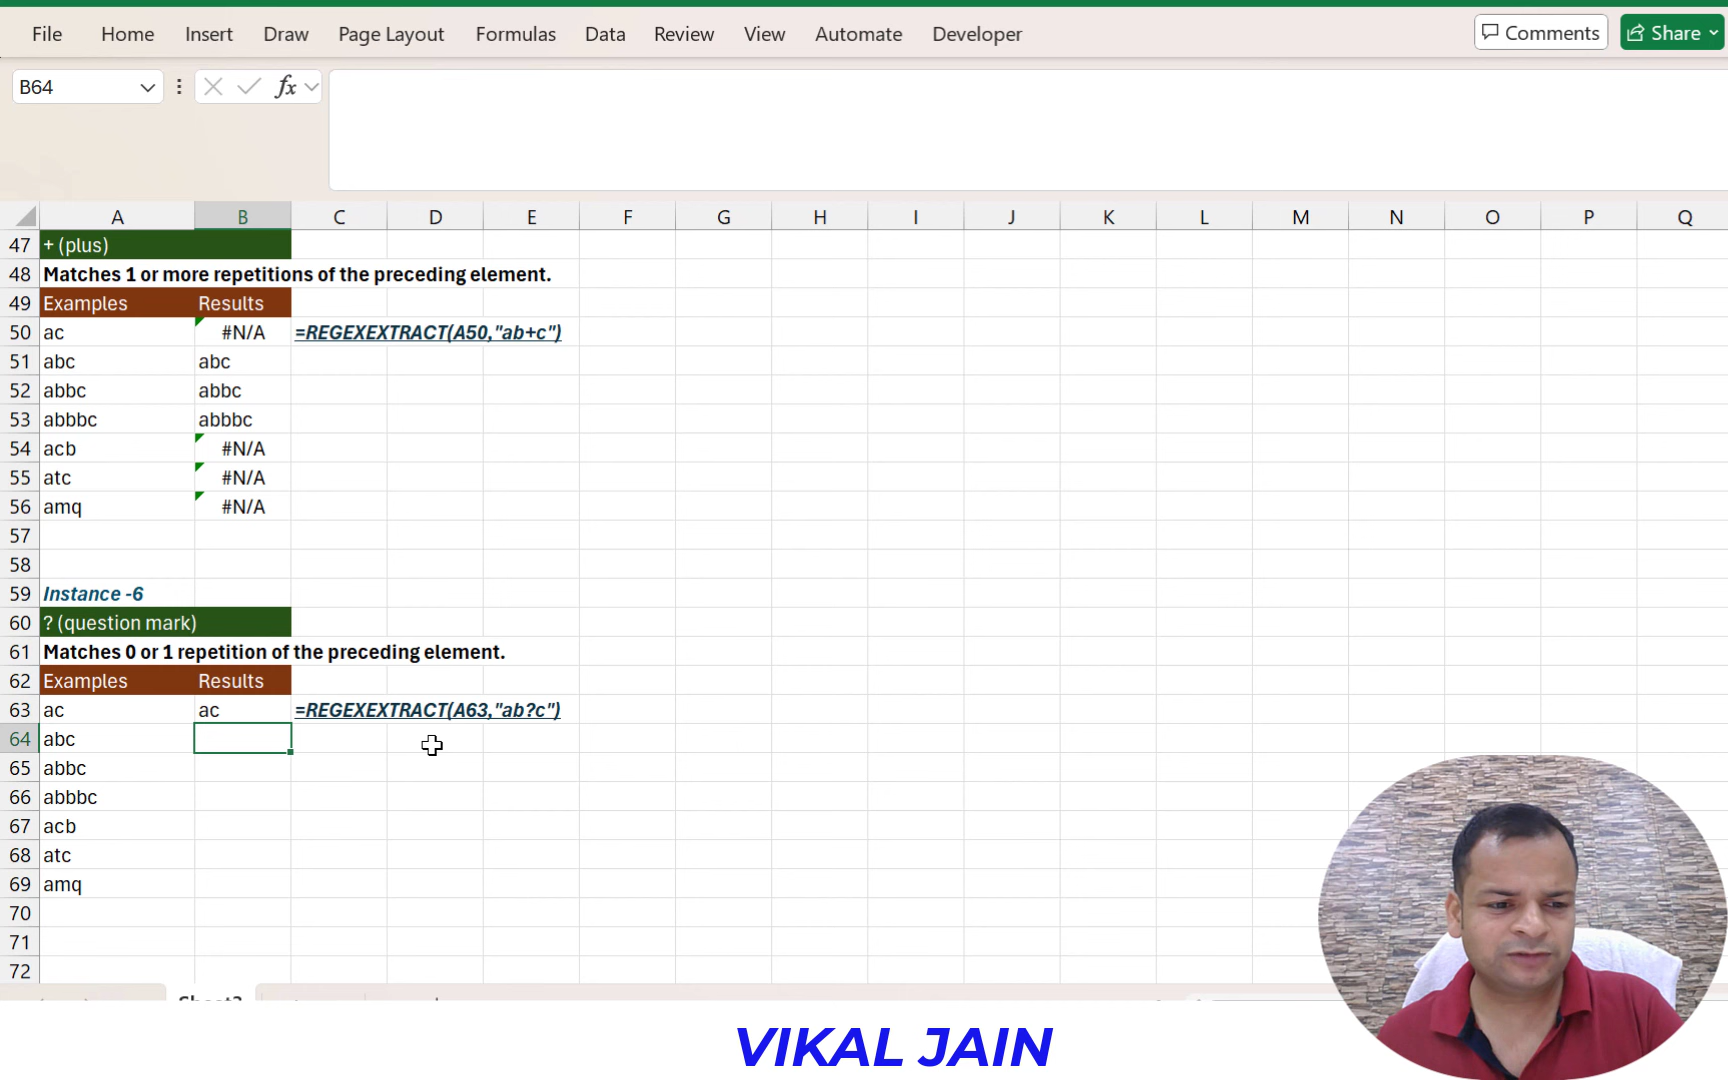 File Home Insert Draw Page Layout Formulas Data Review View Automate Developer Comments Share
B64 fx
A B C D E F G H I J K L M N O P Q
47 + (plus)
48 Matches 1 or more repetitions of the preceding element.
49 Examples Results
50 ac #N/A =REGEXEXTRACT(A50,"ab+c")
51 abc abc
52 abbc abbc
53 abbbc abbbc
54 acb #N/A
55 atc #N/A
56 amq #N/A
57
58
59 Instance -6
60 ? (question mark)
61 Matches 0 or 1 repetition of the preceding element.
62 Examples Results
63 ac ac =REGEXEXTRACT(A63,"ab?c")
64 abc
65 abbc
66 abbbc
67 acb
68 atc
69 amq
70
71
72
VIKAL JAIN